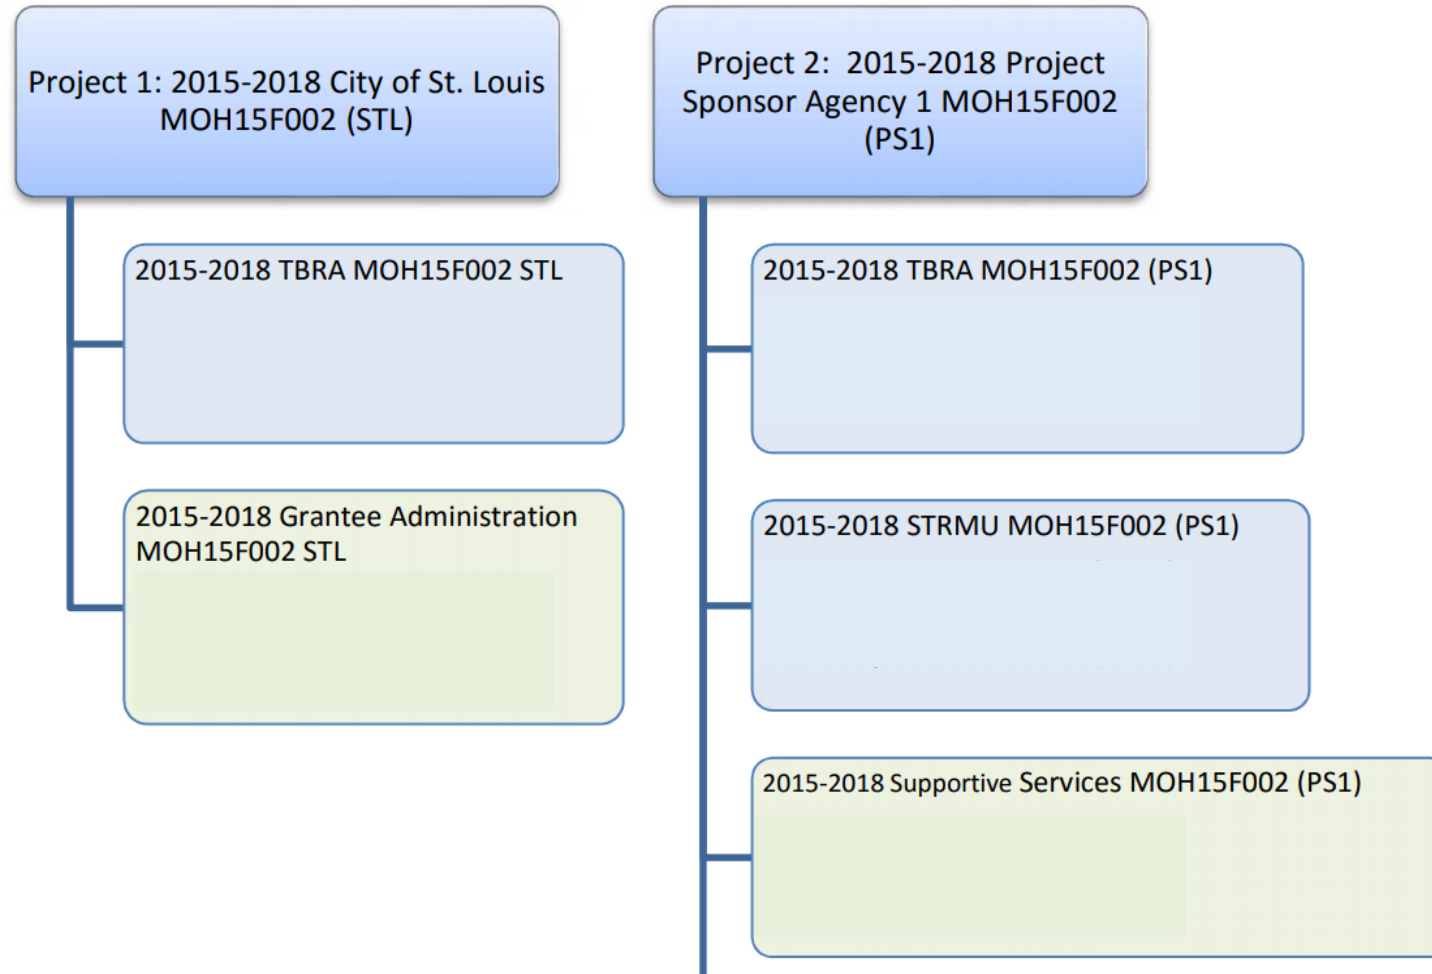 Project 1: 2015-2018 City of St. Louis
MOH15F002 (STL)
2015-2018 TBRA MOH15F002 STL
2015-2018 Grantee Administration
MOH15F002 STL
Project 2:  2015-2018 Project
Sponsor Agency 1 MOH15F002
(PS1)
2015-2018 TBRA MOH15F002 (PS1)
2015-2018 STRMU MOH15F002 (PS1)
2015-2018 Supportive Services MOH15F002 (PS1)